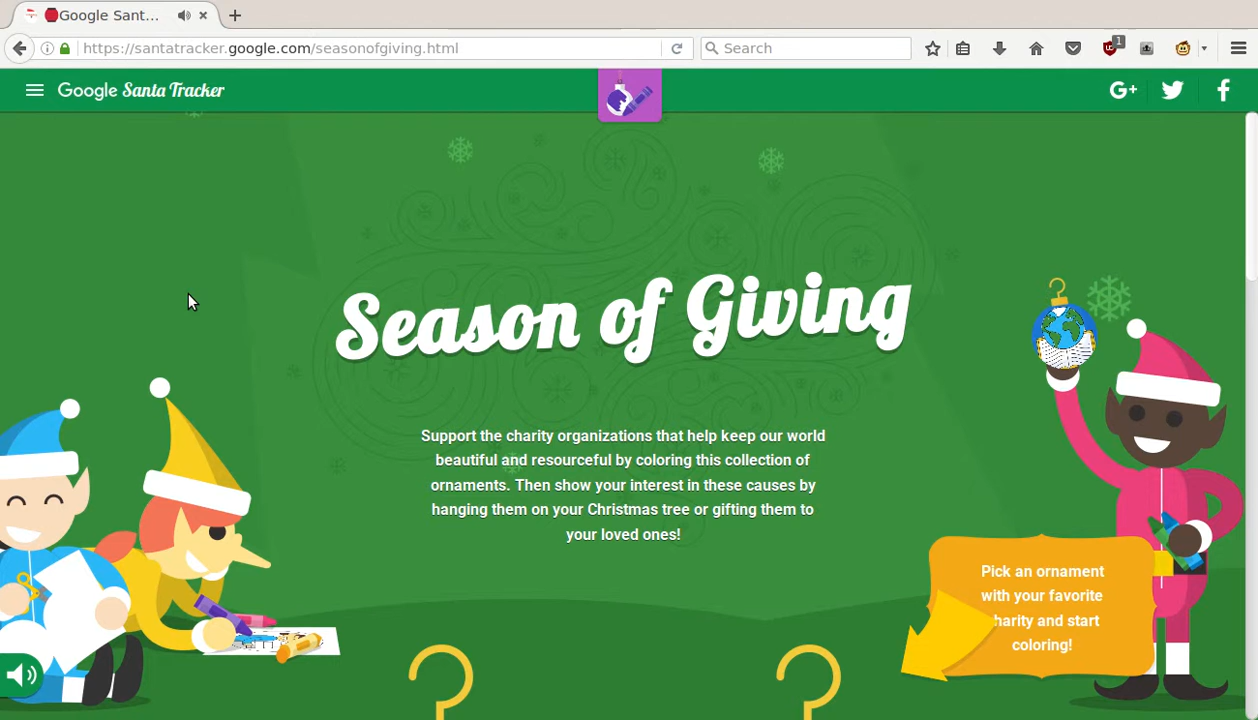 Google Sant...
https://santatracker.google.com/seasonofgiving.html
Search
1
Google Santa Tracker
G+
Season of Giving
Support the charity organizations that help keep our world
beautiful and resourceful by coloring this collection of
ornaments. Then show your interest in these causes by
hanging them on your Christmas tree or gifting them to
your loved ones!
Pick an ornament
with your favorite
harity and start
coloring!